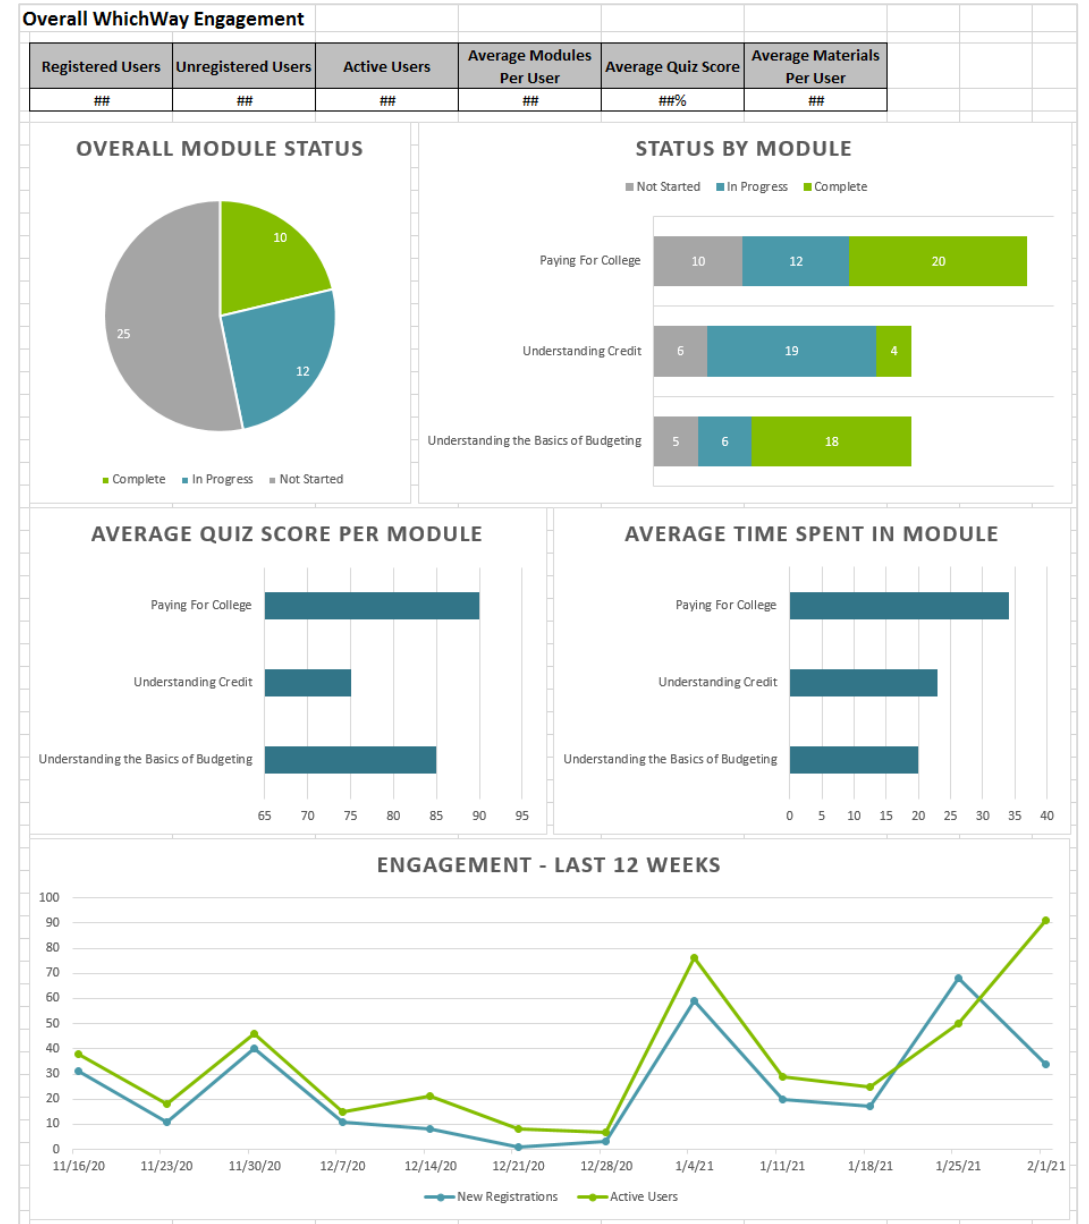 Overall WhichWay Engagement
Registered Users Unregistered Users Active Users Average Modules Per User Average Quiz Score Average Materials Per User
## ## ## ## ##% ##
OVERALL MODULE STATUS
10
25
12
Complete In Progress Not Started
STATUS BY MODULE
Not Started In Progress Complete
Paying For College 10 12 20
Understanding Credit 6 19 4
Understanding the Basics of Budgeting 5 6 18
AVERAGE QUIZ SCORE PER MODULE
Paying For College
Understanding Credit
Understanding the Basics of Budgeting
65 70 75 80 85 90 95
AVERAGE TIME SPENT IN MODULE
Paying For College
Understanding Credit
Understanding the Basics of Budgeting
0 5 10 15 20 25 30 35 40
ENGAGEMENT - LAST 12 WEEKS
100
90
80
70
60
50
40
30
20
10
0
11/16/20 11/23/20 11/30/20 12/7/20 12/14/20 12/21/20 12/28/20 1/4/21 1/11/21 1/18/21 1/25/21 2/1/21
New Registrations Active Users